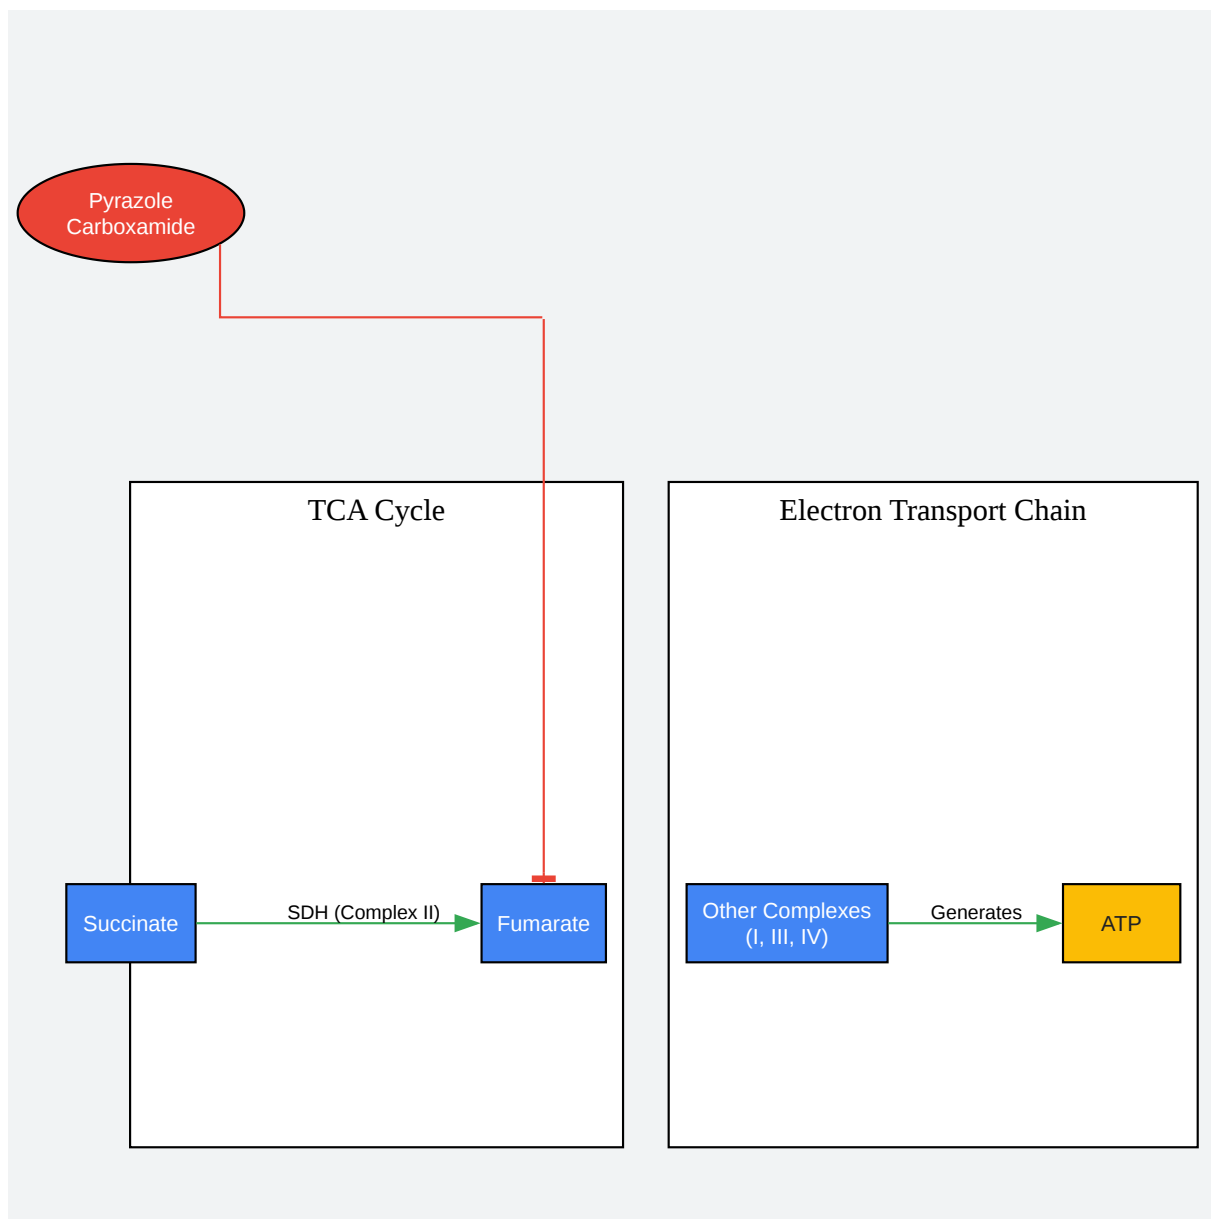 Pyrazole
Carboxamide
TCA Cycle
Electron Transport Chain
Succinate
SDH (Complex II)
Fumarate
Other Complexes
(I, III, IV)
Generates
ATP